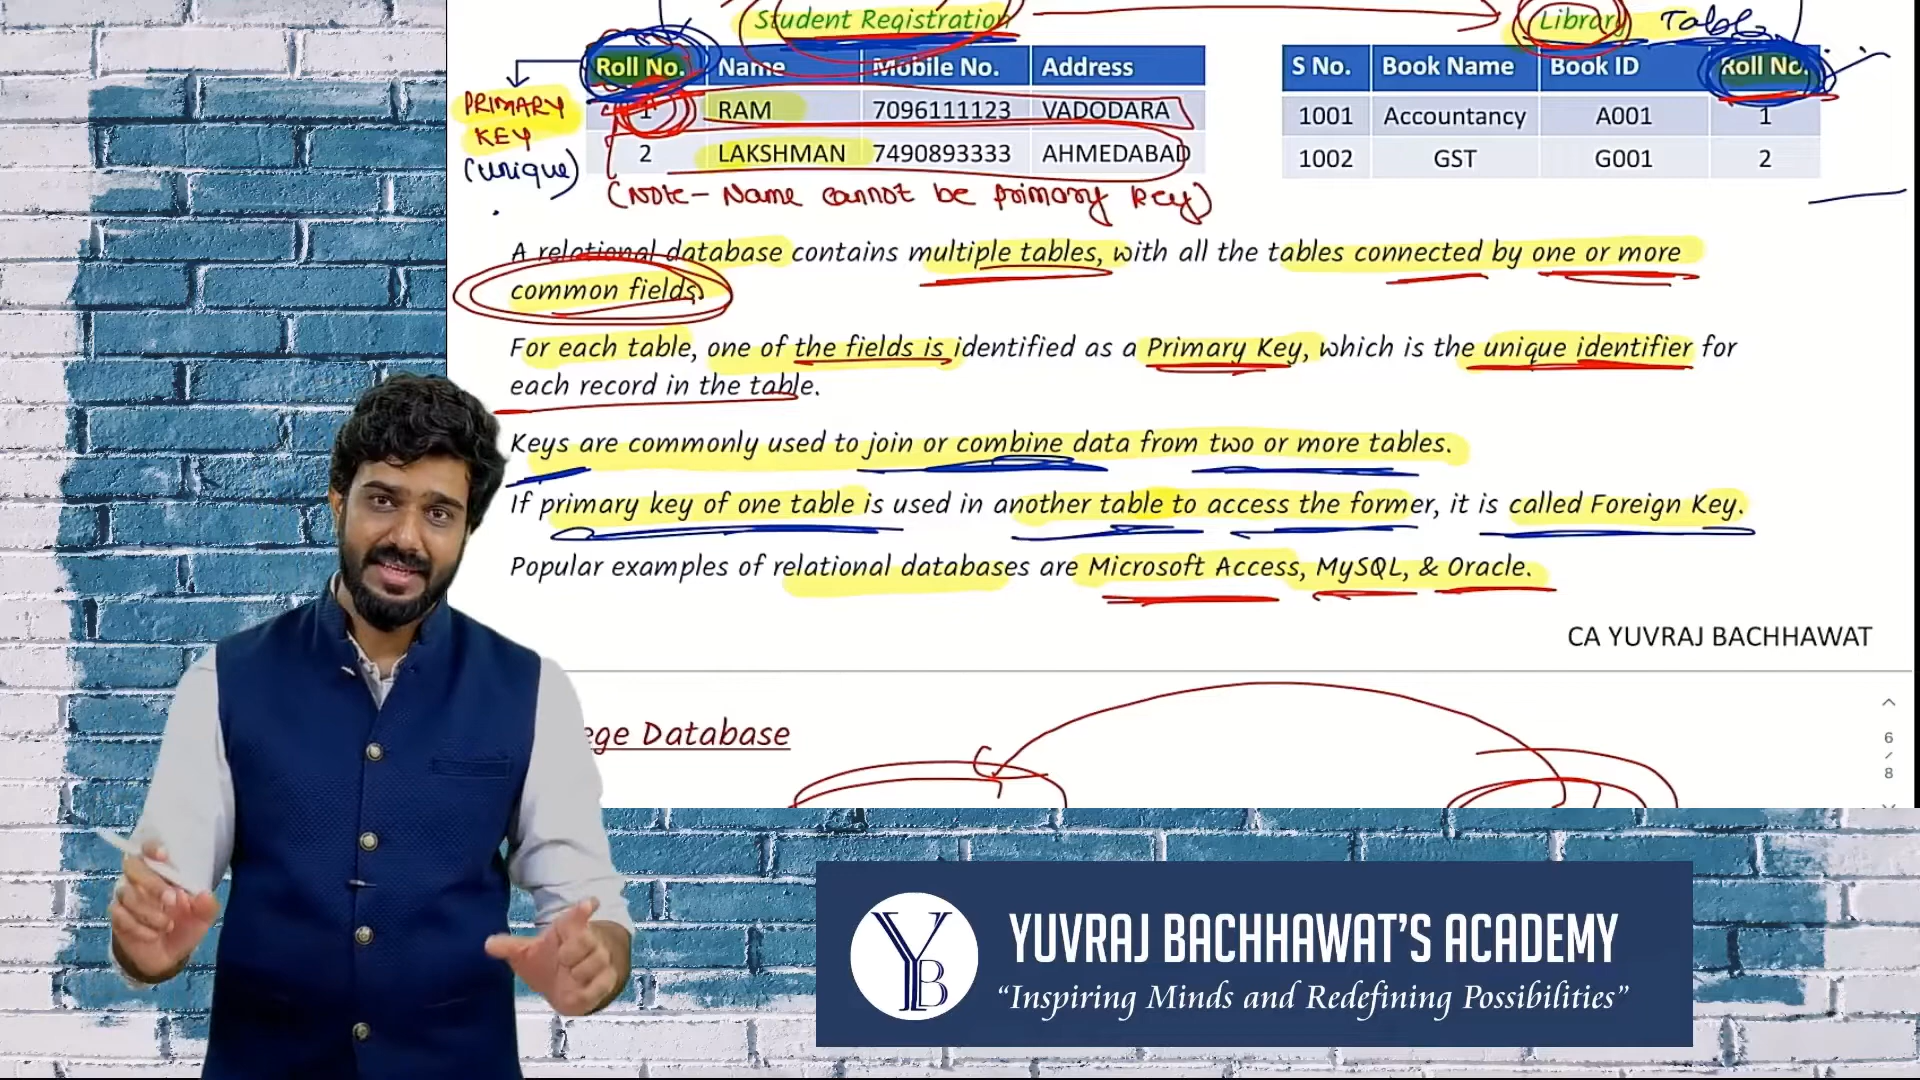 Student Registration
Library Table
Roll No. Name Mobile No. Address
1 RAM 7096111123 VADODARA
2 LAKSHMAN 7490893333 AHMEDABAD
S No. Book Name Book ID Roll No.
1001 Accountancy A001 1
1002 GST G001 2
PRIMARY
KEY
(Unique)
(Note - Name cannot be primary key)
A relational database contains multiple tables, with all the tables connected by one or more
common fields.
For each table, one of the fields is identified as a Primary Key, which is the unique identifier for
each record in the table.
Keys are commonly used to join or combine data from two or more tables.
If primary key of one table is used in another table to access the former, it is called Foreign Key.
Popular examples of relational databases are Microsoft Access, MySQL, & Oracle.
CA YUVRAJ BACHHAWAT
ege Database
6
/
8
YB
YUVRAJ BACHHAWAT'S ACADEMY
“Inspiring Minds and Redefining Possibilities”